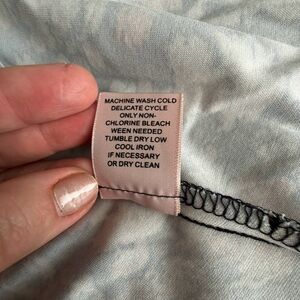 MACHINE WASH COLD
DELICATE CYCLE
ONLY NON-
CHLORINE BLEACH
WEEN NEEDED
TUMBLE DRY LOW
COOL IRON
IF NECESSARY
OR DRY CLEAN